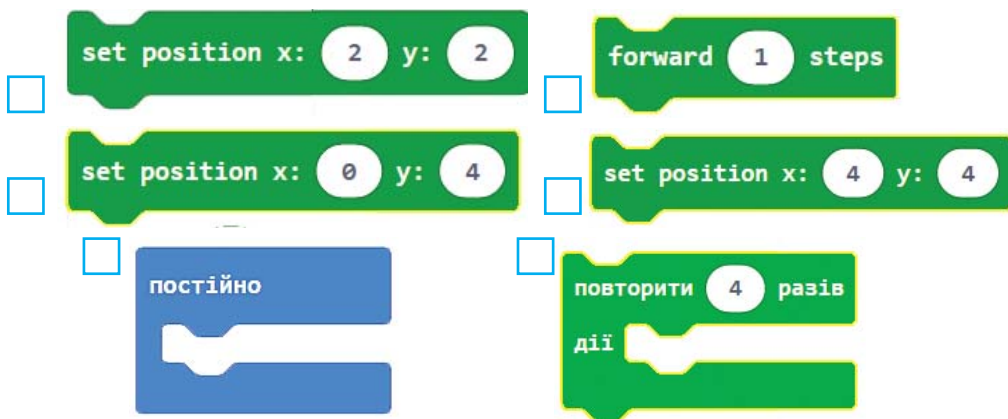 set position x: 2 y: 2
forward 1 steps
set position x: 0 y: 4
set position x: 4 y: 4
постійно
повторити 4 разів
дії